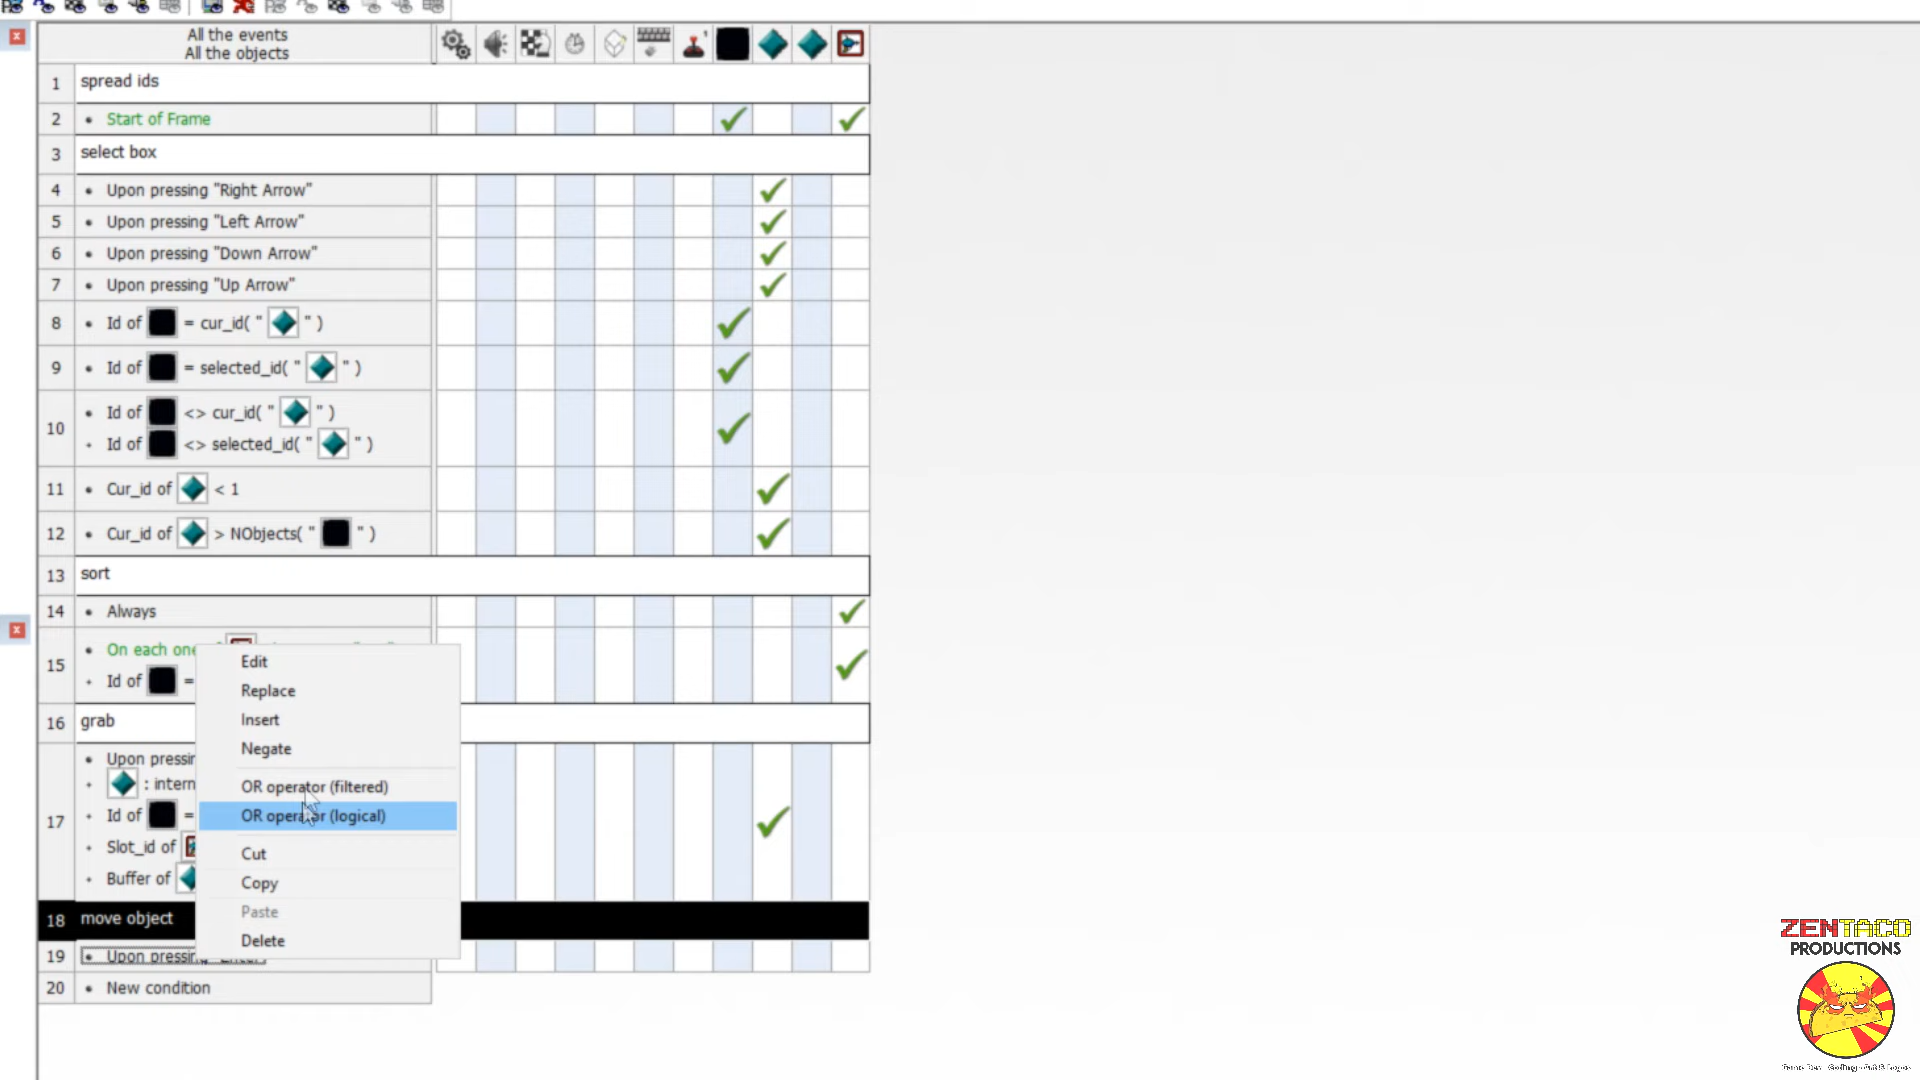 All the events
All the objects
1 spread ids
2 • Start of Frame
3 select box
4 • Upon pressing "Right Arrow"
5 • Upon pressing "Left Arrow"
6 • Upon pressing "Down Arrow"
7 • Upon pressing "Up Arrow"
8 • Id of = cur_id( " " )
9 • Id of = selected_id( " " )
10 • Id of <> cur_id( " " )
+ Id of <> selected_id( " " )
11 • Cur_id of < 1
12 • Cur_id of > NObjects( " " )
13 sort
14 • Always
15 • On each one
+ Id of =
16 grab
17 • Upon pressin
+ : intern
+ Id of =
+ Slot_id of
+ Buffer of
18 move object
19 • Upon pressing
20 • New condition
Edit
Replace
Insert
Negate
OR operator (filtered)
OR operator (logical)
Cut
Copy
Paste
Delete
ZENTACO
PRODUCTIONS